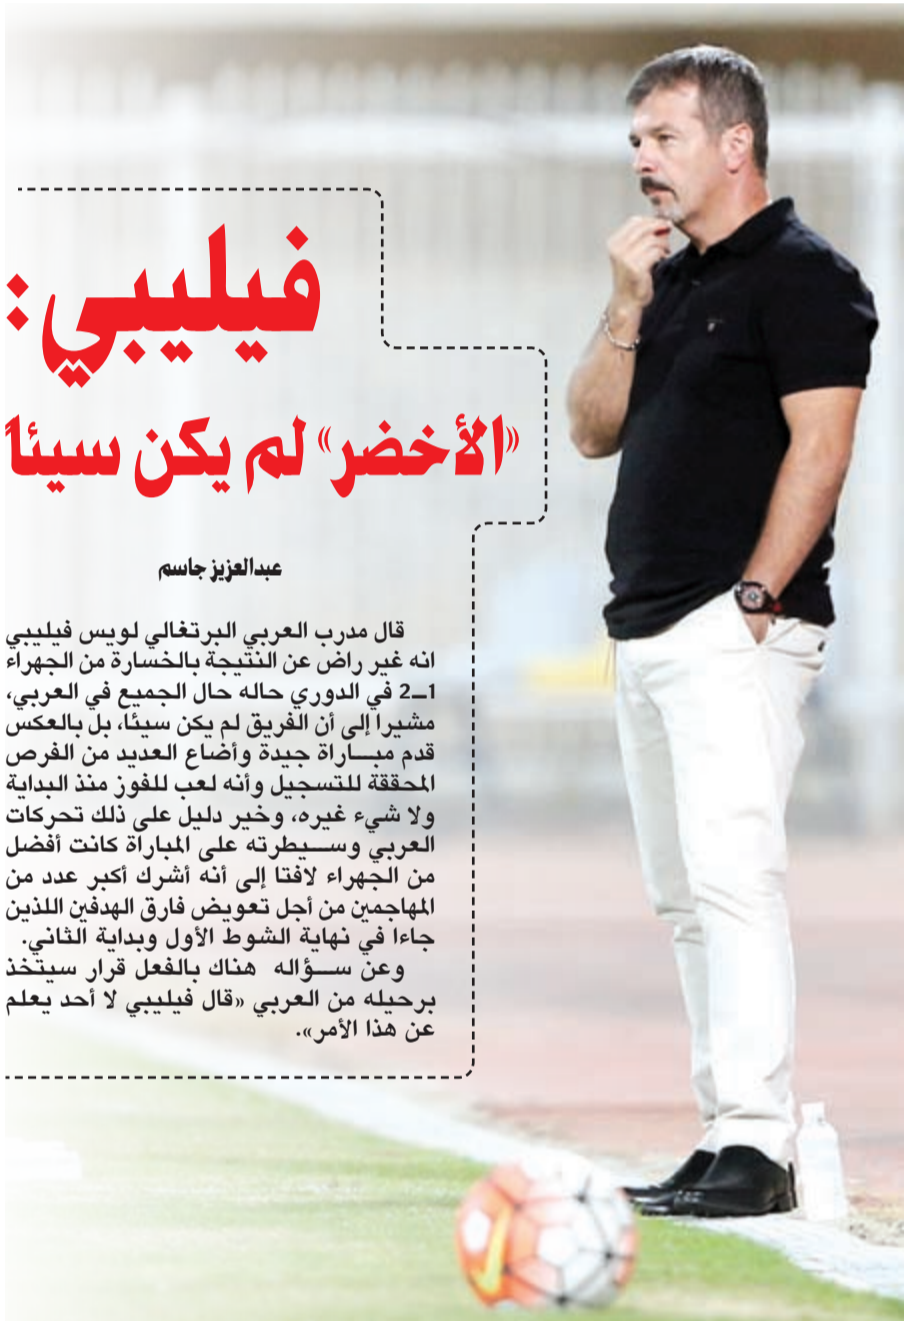 فيليبي:
«الأخضر» لم يكن سيئاً
عبدالعزيز جاسم
قال مدرب العربي البرتغالي لويس فيليبي
انه غير راض عن النتيجة بالخسارة من الجهراء
1ــ2 في الدوري حاله حال الجميع في العربي،
مشيرا إلى أن الفريق لم يكن سيئا، بل بالعكس
قدم مبــــاراة جيدة وأضاع العديد من الفرص
المحققة للتسجيل وأنه لعب للفوز منذ البداية
ولا شيء غيره، وخير دليل على ذلك تحركات
العربي وســـيطرته على المباراة كانت أفضل
من الجهراء لافتا إلى أنه أشرك أكبر عدد من
المهاجمين من أجل تعويض فارق الهدفين اللذين
جاءا في نهاية الشوط الأول وبداية الثاني.
وعن ســـؤاله هناك بالفعل قرار سيتخذ
برحيله من العربي «قال فيليبي لا أحد يعلم
عن هذا الأمر».